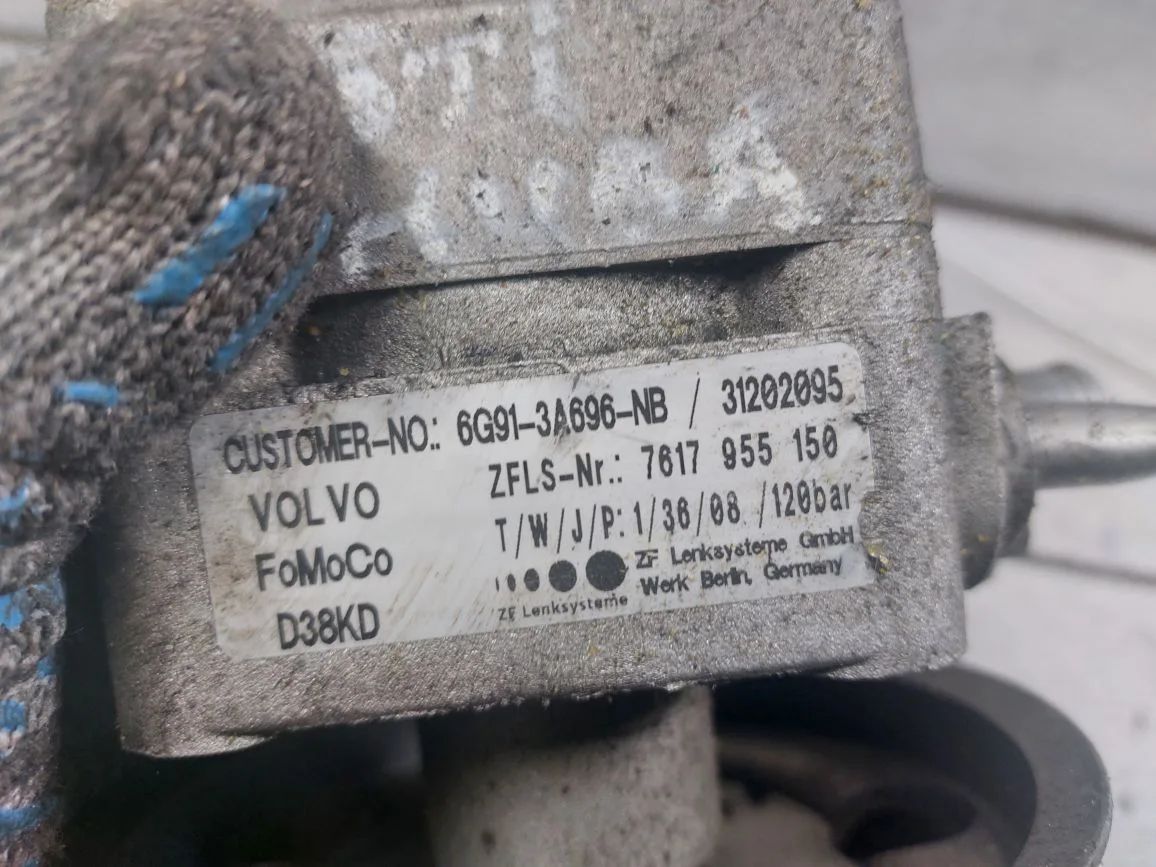 CUSTOMER-NO.: 6G91-3A696-NB / 31202095
VOLVO
ZFLS-Nr.: 7617 955 150
FoMoCo
T/W/J/P: 1/36/08 /120bar
D38KD
ZF Lenksysteme
ZF Lenksysteme GmbH
Werk Berlin, Germany